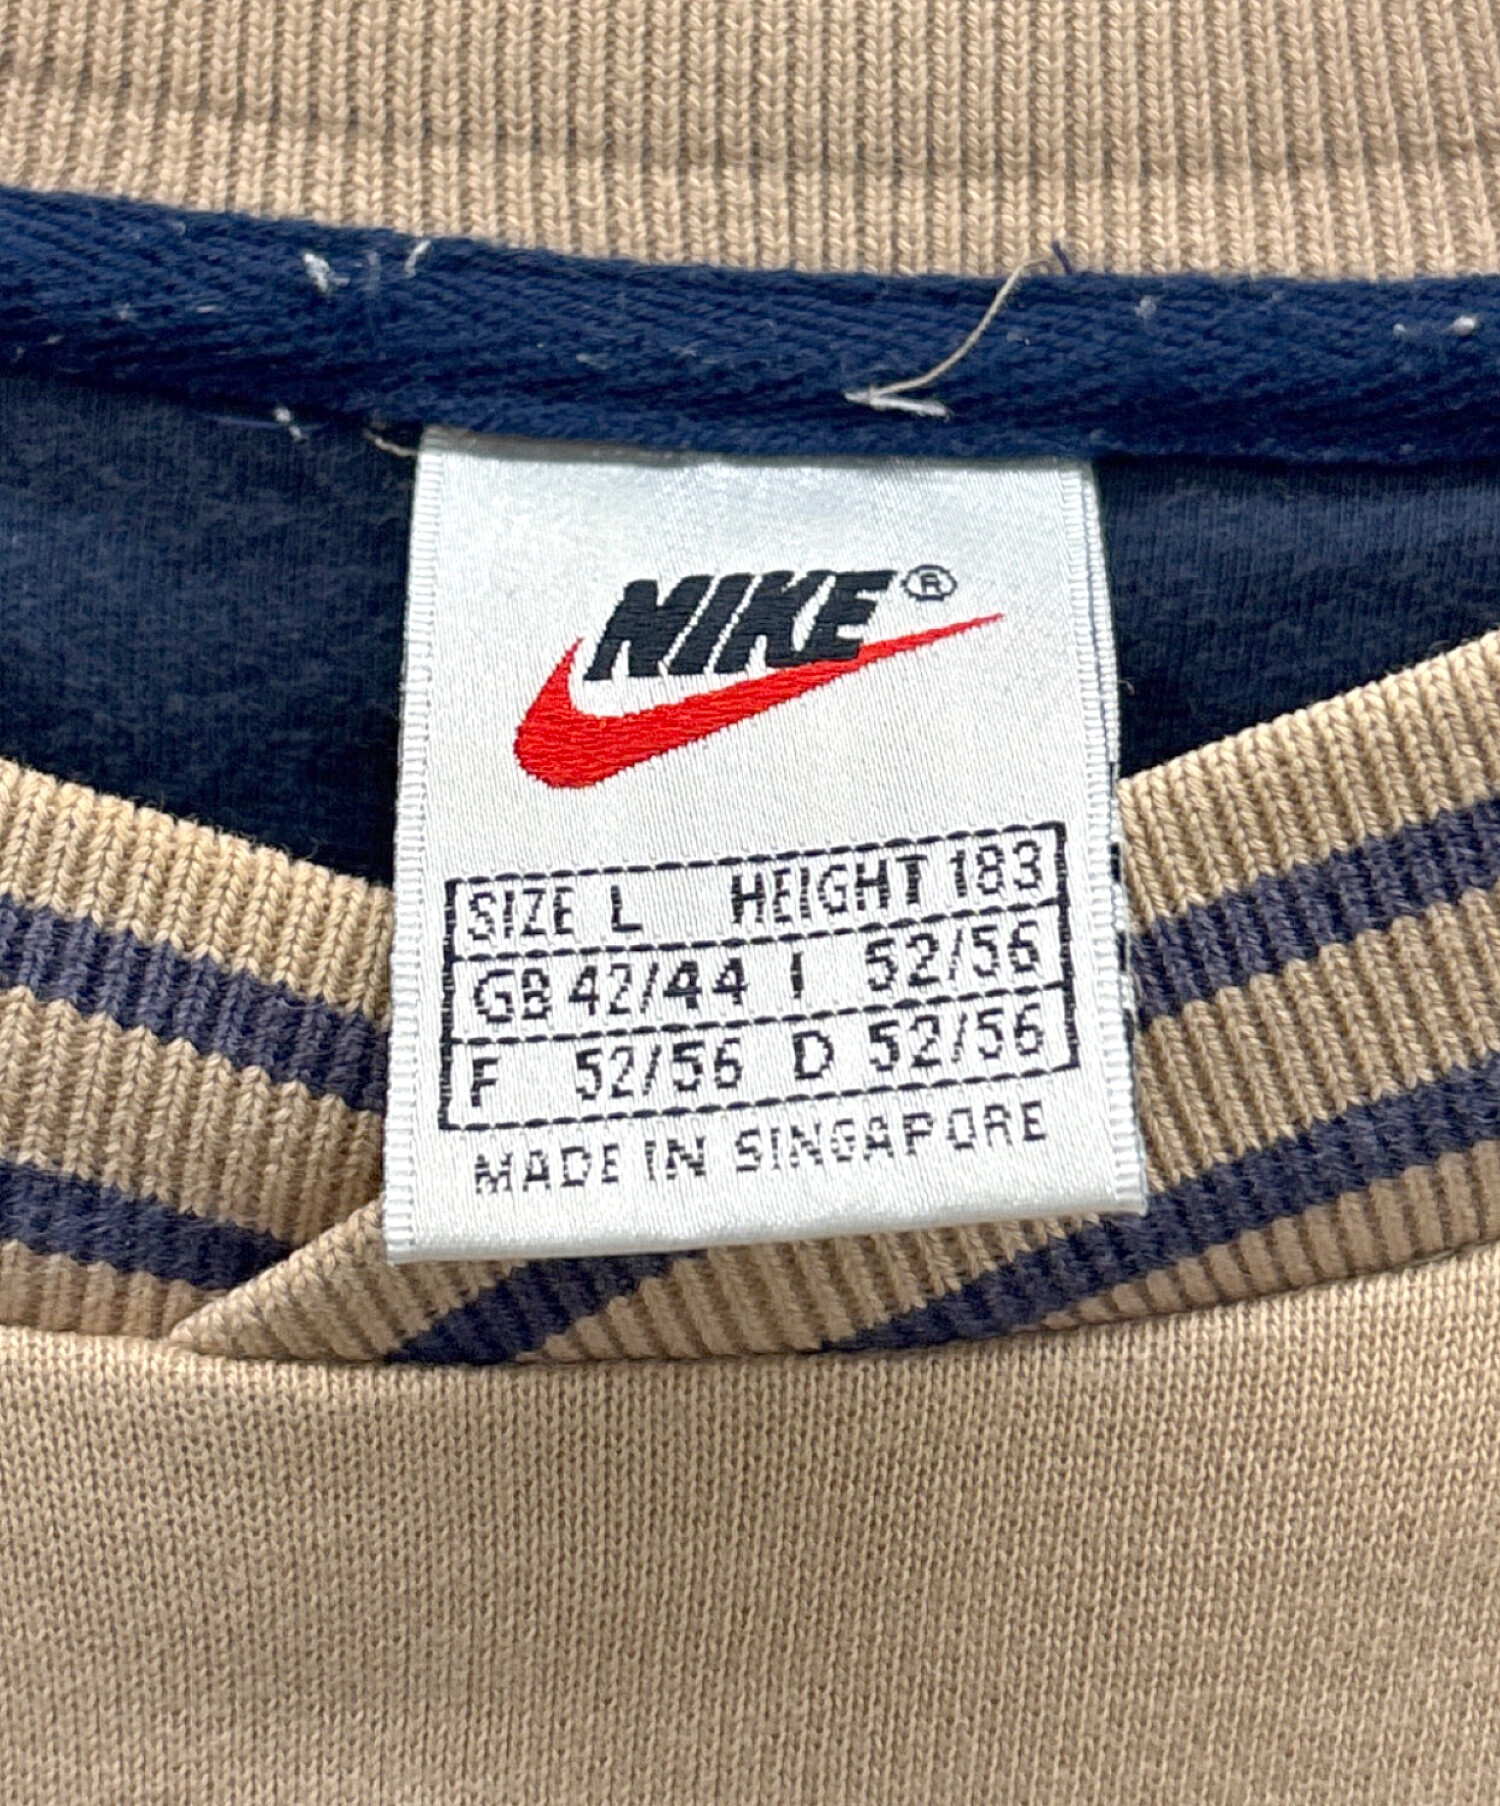 NIKE®
SIZE L HEIGHT 183
GB 42/44 I 52/56
F 52/56 D 52/56
MADE IN SINGAPORE